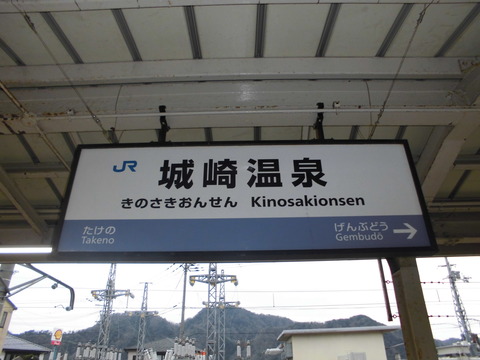 JR 城崎温泉
きのさきおんせん Kinosakionsen
たけの げんぶどう
Takeno Gembudō →